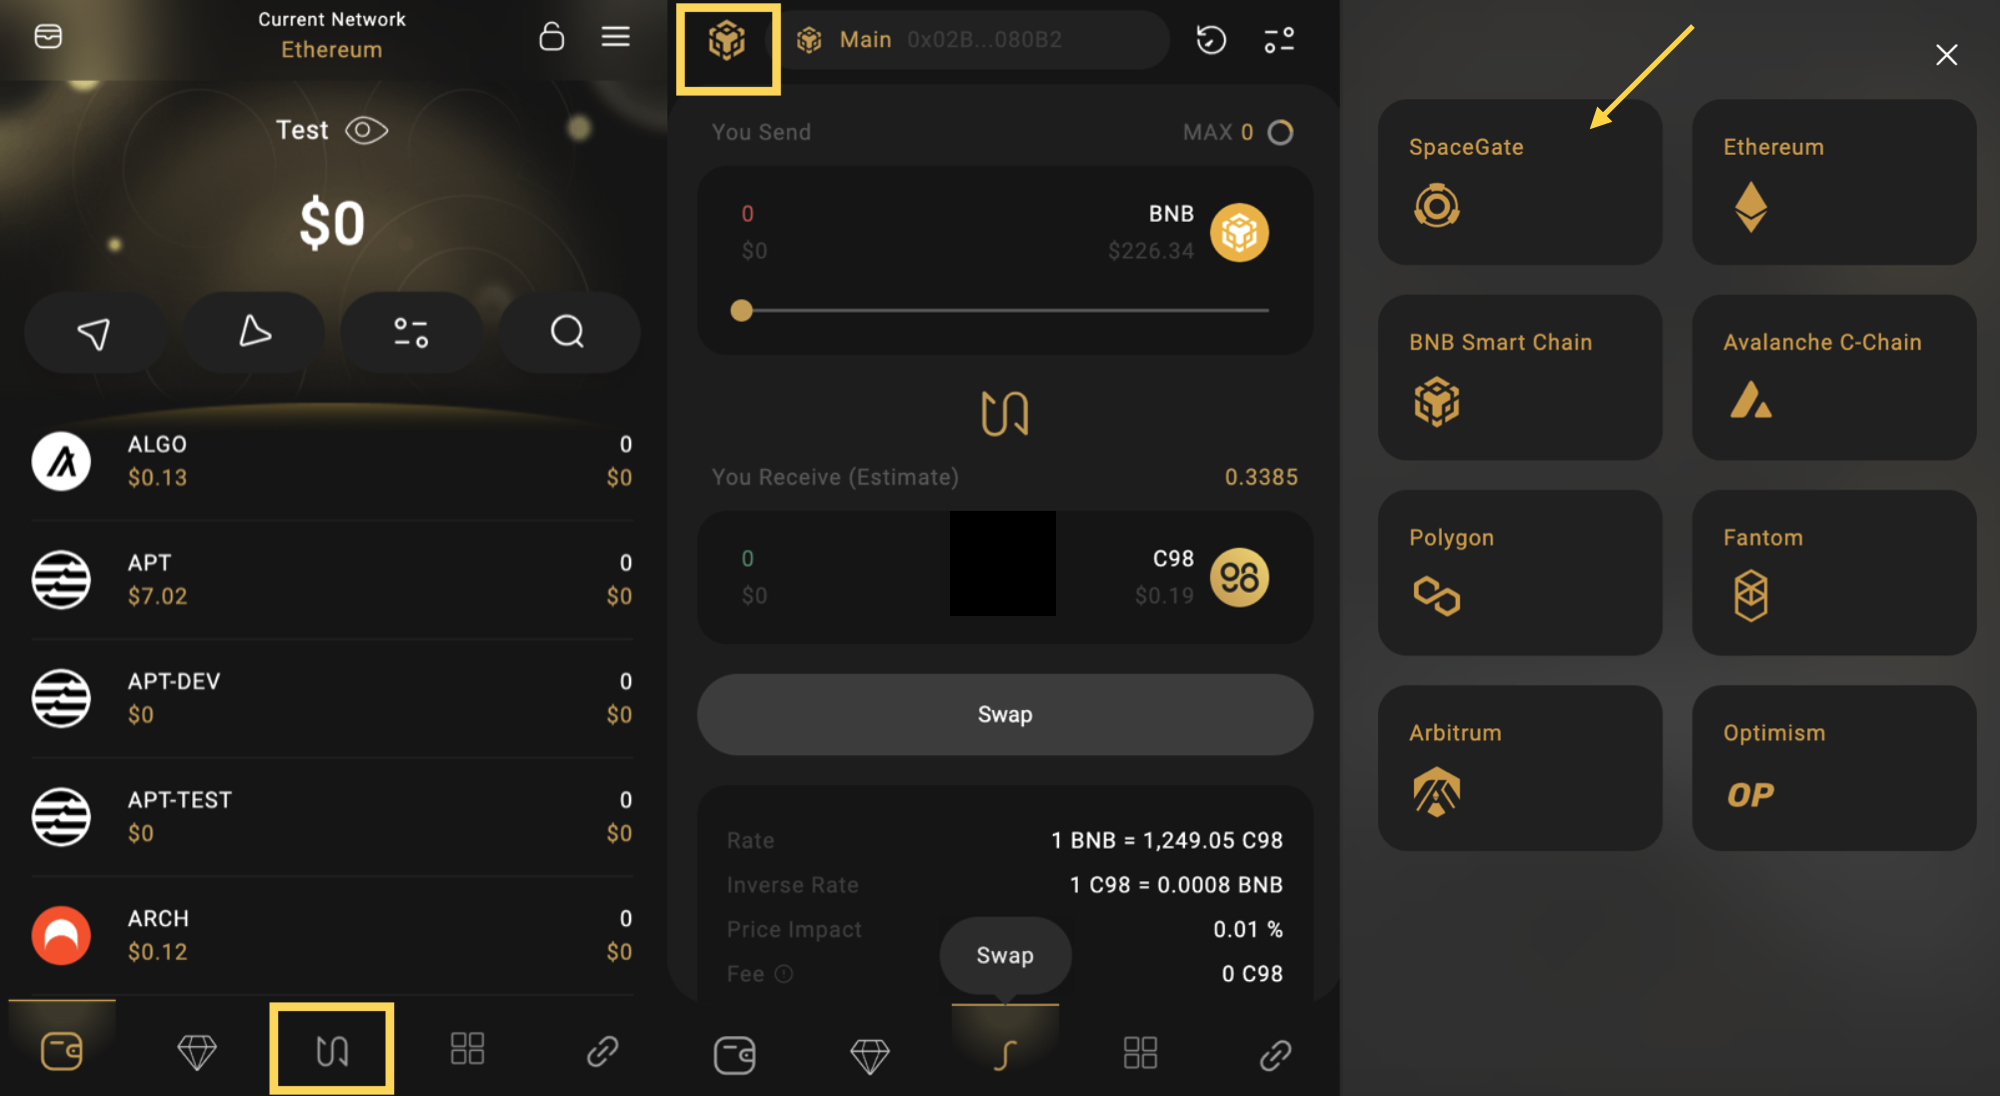 Current Network
Ethereum
Test
$0
ALGO 0
$0.13 $0
APT 0
$7.02 $0
APT-DEV 0
$0 $0
APT-TEST 0
$0 $0
ARCH 0
$0.12 $0
Main 0x02B...080B2
You Send MAX 0
0 BNB
$0 $226.34
You Receive (Estimate) 0.3385
0 C98
$0 $0.19
98
Swap
Rate 1 BNB = 1,249.05 C98
Inverse Rate 1 C98 = 0.0008 BNB
Price Impact 0.01 %
Fee 0 C98
Swap
SpaceGate
Ethereum
BNB Smart Chain
Avalanche C-Chain
Polygon
Fantom
Arbitrum
Optimism
OP